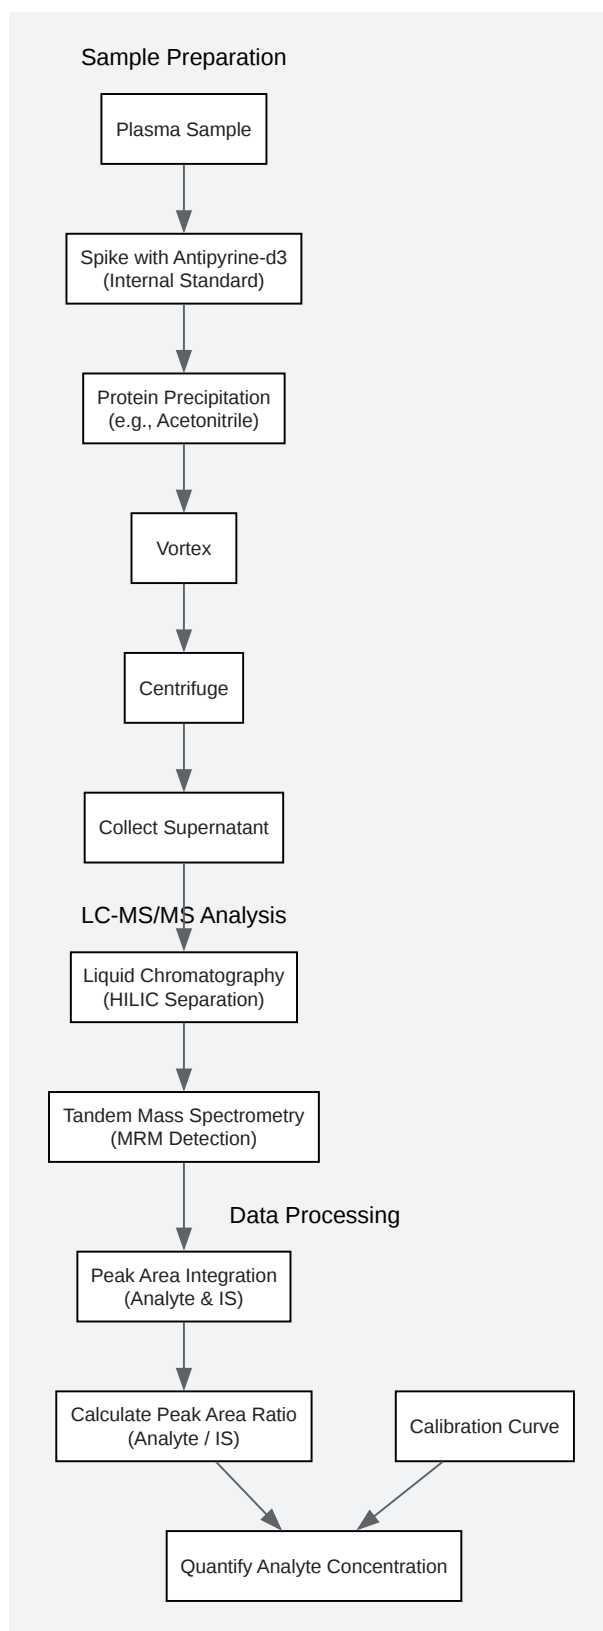 Sample Preparation
Plasma Sample
Spike with Antipyrine-d3
(Internal Standard)
Protein Precipitation
(e.g., Acetonitrile)
Vortex
Centrifuge
Collect Supernatant
LC-MS/MS Analysis
Liquid Chromatography
(HILIC Separation)
Tandem Mass Spectrometry
(MRM Detection)
Data Processing
Peak Area Integration
(Analyte & IS)
Calculate Peak Area Ratio
(Analyte / IS)
Calibration Curve
Quantify Analyte Concentration